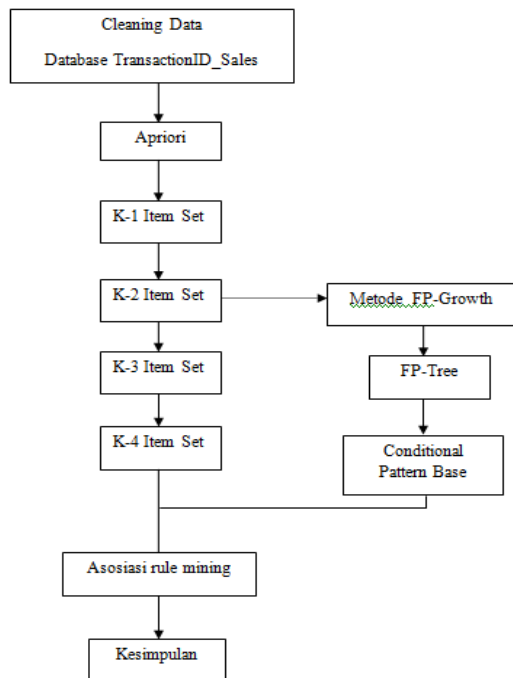 Cleaning Data
Database TransactionID_Sales
Apriori
K-1 Item Set
K-2 Item Set
Metode FP-Growth
K-3 Item Set
FP-Tree
K-4 Item Set
Conditional
Pattern Base
Asosiasi rule mining
Kesimpulan